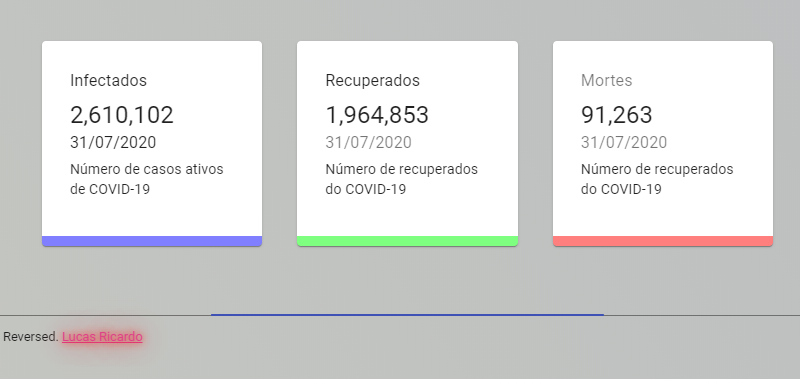 Infectados
2,610,102
31/07/2020
Número de casos ativos
de COVID-19
Recuperados
1,964,853
31/07/2020
Número de recuperados
do COVID-19
Mortes
91,263
31/07/2020
Número de recuperados
do COVID-19
Reversed. Lucas Ricardo